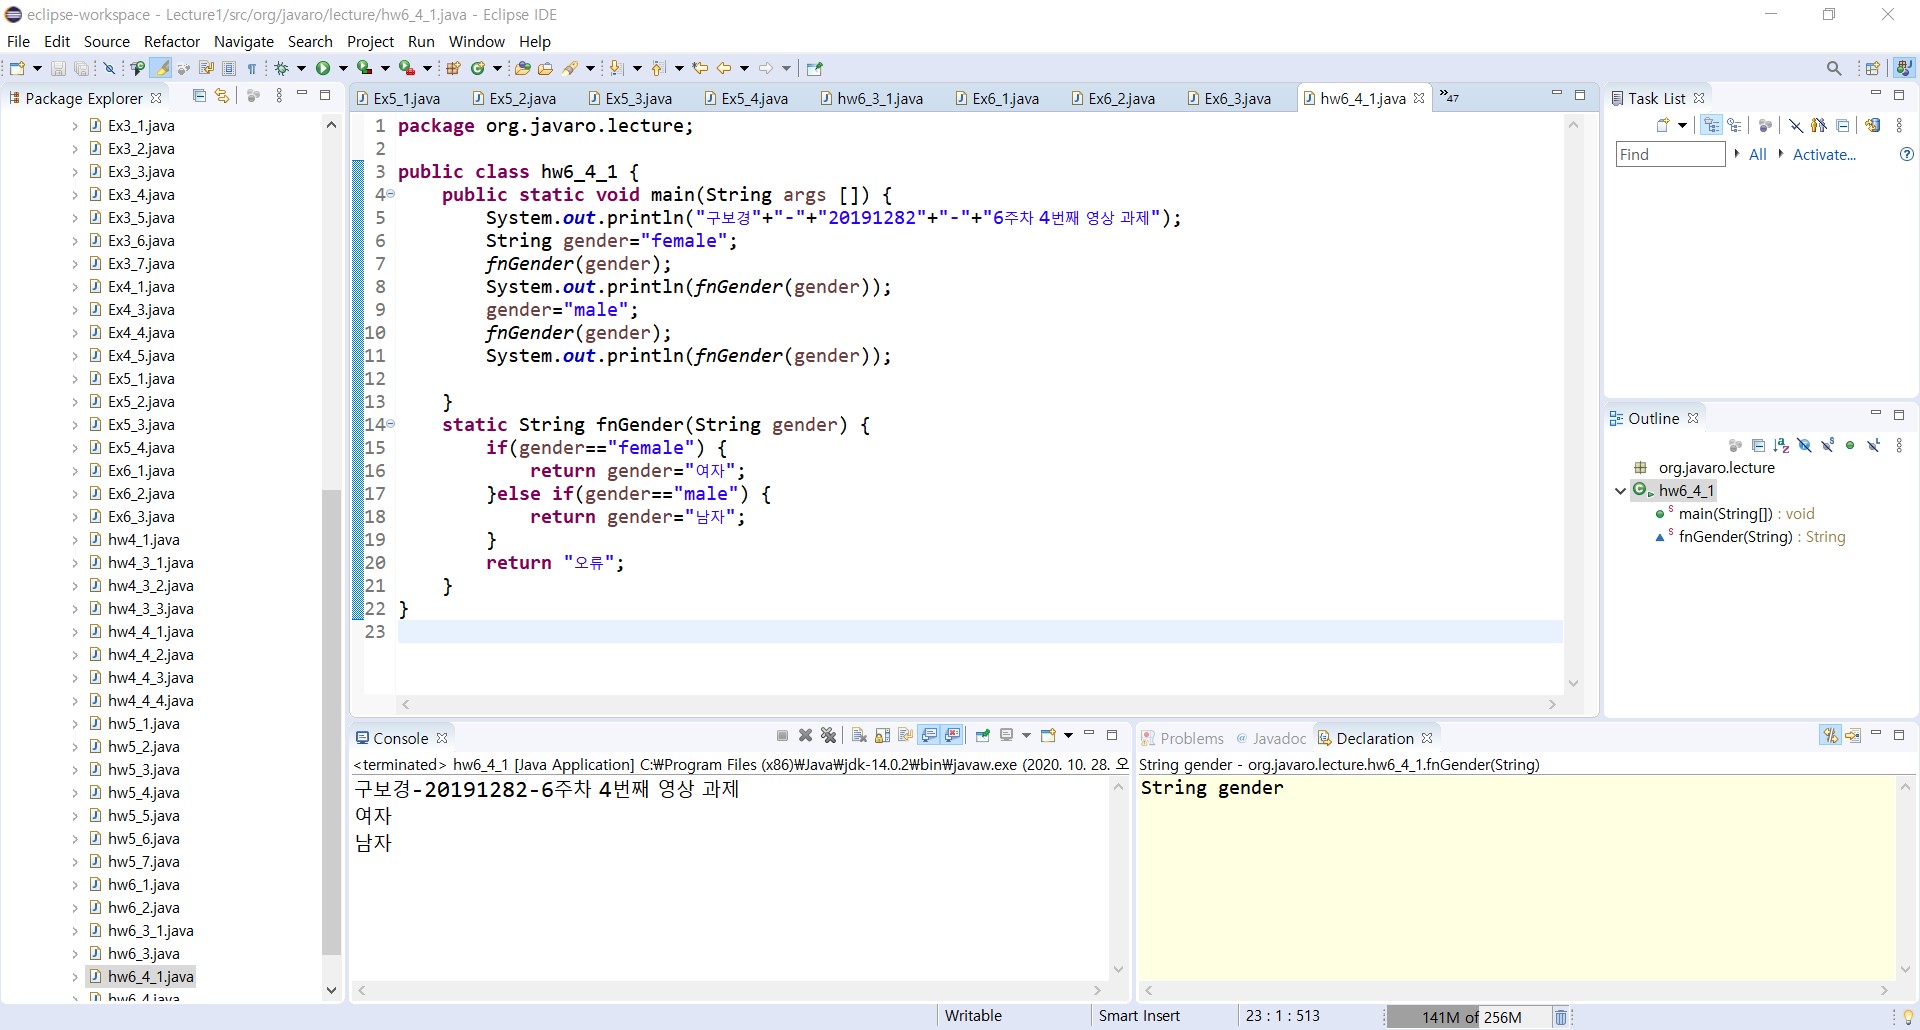 eclipse-workspace - Lecture1/src/org/javaro/lecture/hw6_4_1.java - Eclipse IDE
File Edit Source Refactor Navigate Search Project Run Window Help
Package Explorer
Ex3_1.java
Ex3_2.java
Ex3_3.java
Ex3_4.java
Ex3_5.java
Ex3_6.java
Ex3_7.java
Ex4_1.java
Ex4_3.java
Ex4_4.java
Ex4_5.java
Ex5_1.java
Ex5_2.java
Ex5_3.java
Ex5_4.java
Ex6_1.java
Ex6_2.java
Ex6_3.java
hw4_1.java
hw4_3_1.java
hw4_3_2.java
hw4_3_3.java
hw4_4_1.java
hw4_4_2.java
hw4_4_3.java
hw4_4_4.java
hw5_1.java
hw5_2.java
hw5_3.java
hw5_4.java
hw5_5.java
hw5_6.java
hw5_7.java
hw6_1.java
hw6_2.java
hw6_3_1.java
hw6_3.java
hw6_4_1.java
hw6_4.java
Ex5_1.java Ex5_2.java Ex5_3.java Ex5_4.java hw6_3_1.java Ex6_1.java Ex6_2.java Ex6_3.java hw6_4_1.java »47
1 package org.javaro.lecture;
2
3 public class hw6_4_1 {
4 public static void main(String args []) {
5 System.out.println("구보경"+"-"+"20191282"+"-"+"6주차 4번째 영상 과제");
6 String gender="female";
7 fnGender(gender);
8 System.out.println(fnGender(gender));
9 gender="male";
10 fnGender(gender);
11 System.out.println(fnGender(gender));
12
13 }
14 static String fnGender(String gender) {
15 if(gender=="female") {
16 return gender="여자";
17 }else if(gender=="male") {
18 return gender="남자";
19 }
20 return "오류";
21 }
22 }
23
Task List
Find All Activate...
Outline
org.javaro.lecture
hw6_4_1
main(String[]) : void
fnGender(String) : String
Console
<terminated> hw6_4_1 [Java Application] C:₩Program Files (x86)₩Java₩jdk-14.0.2₩bin₩javaw.exe (2020. 10. 28. 오
구보경-20191282-6주차 4번째 영상 과제
여자
남자
Problems @ Javadoc Declaration
String gender - org.javaro.lecture.hw6_4_1.fnGender(String)
String gender
Writable Smart Insert 23 : 1 : 513 141M of 256M